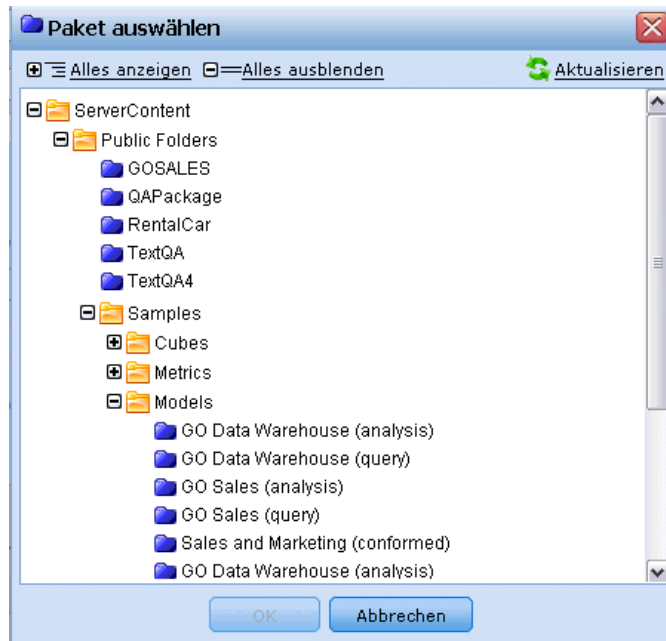 Paket auswählen
Alles anzeigen Alles ausblenden Aktualisieren
ServerContent
Public Folders
GOSALES
QAPackage
RentalCar
TextQA
TextQA4
Samples
Cubes
Metrics
Models
GO Data Warehouse (analysis)
GO Data Warehouse (query)
GO Sales (analysis)
GO Sales (query)
Sales and Marketing (conformed)
GO Data Warehouse (analysis)
OK Abbrechen